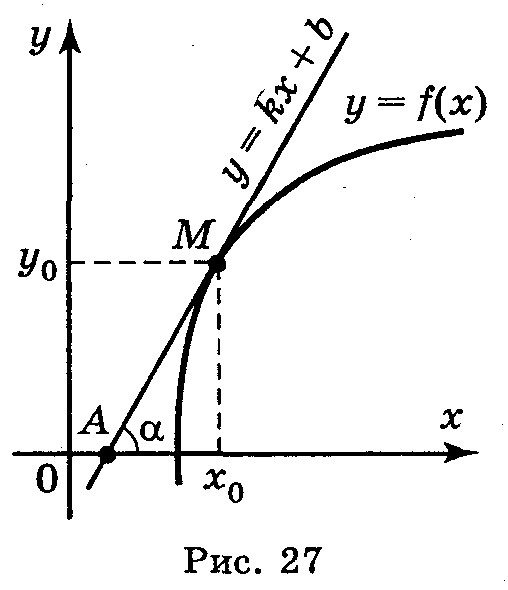 y
y = kx + b
y = f(x)
M
y₀
A
α
x
0
x₀
Рис. 27